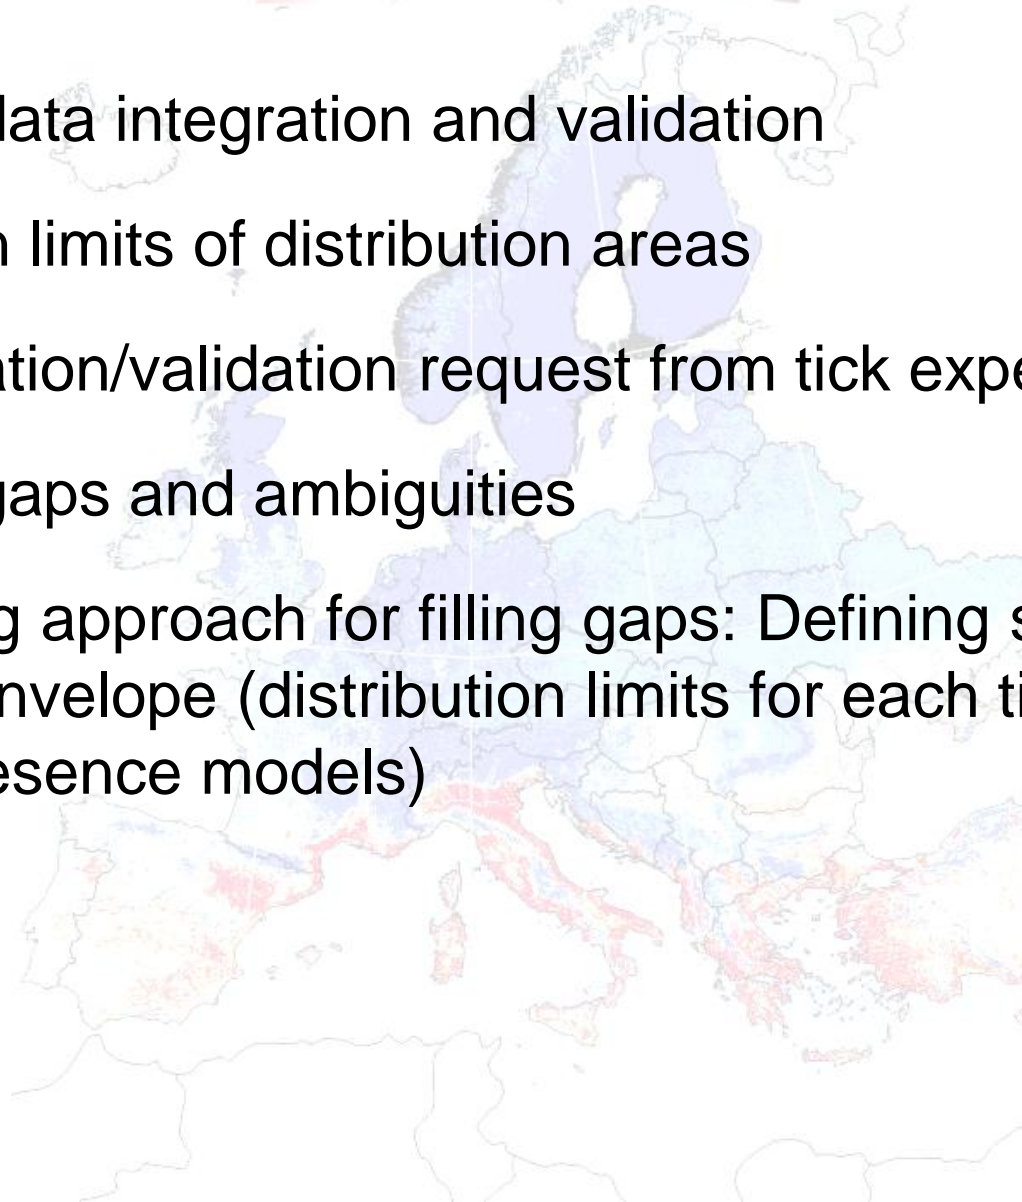 data integration and validation
limits of distribution areas
ation/validation request from tick expe
gaps and ambiguities
g approach for filling gaps: Defining s
nvelope (distribution limits for each ti
esence models)